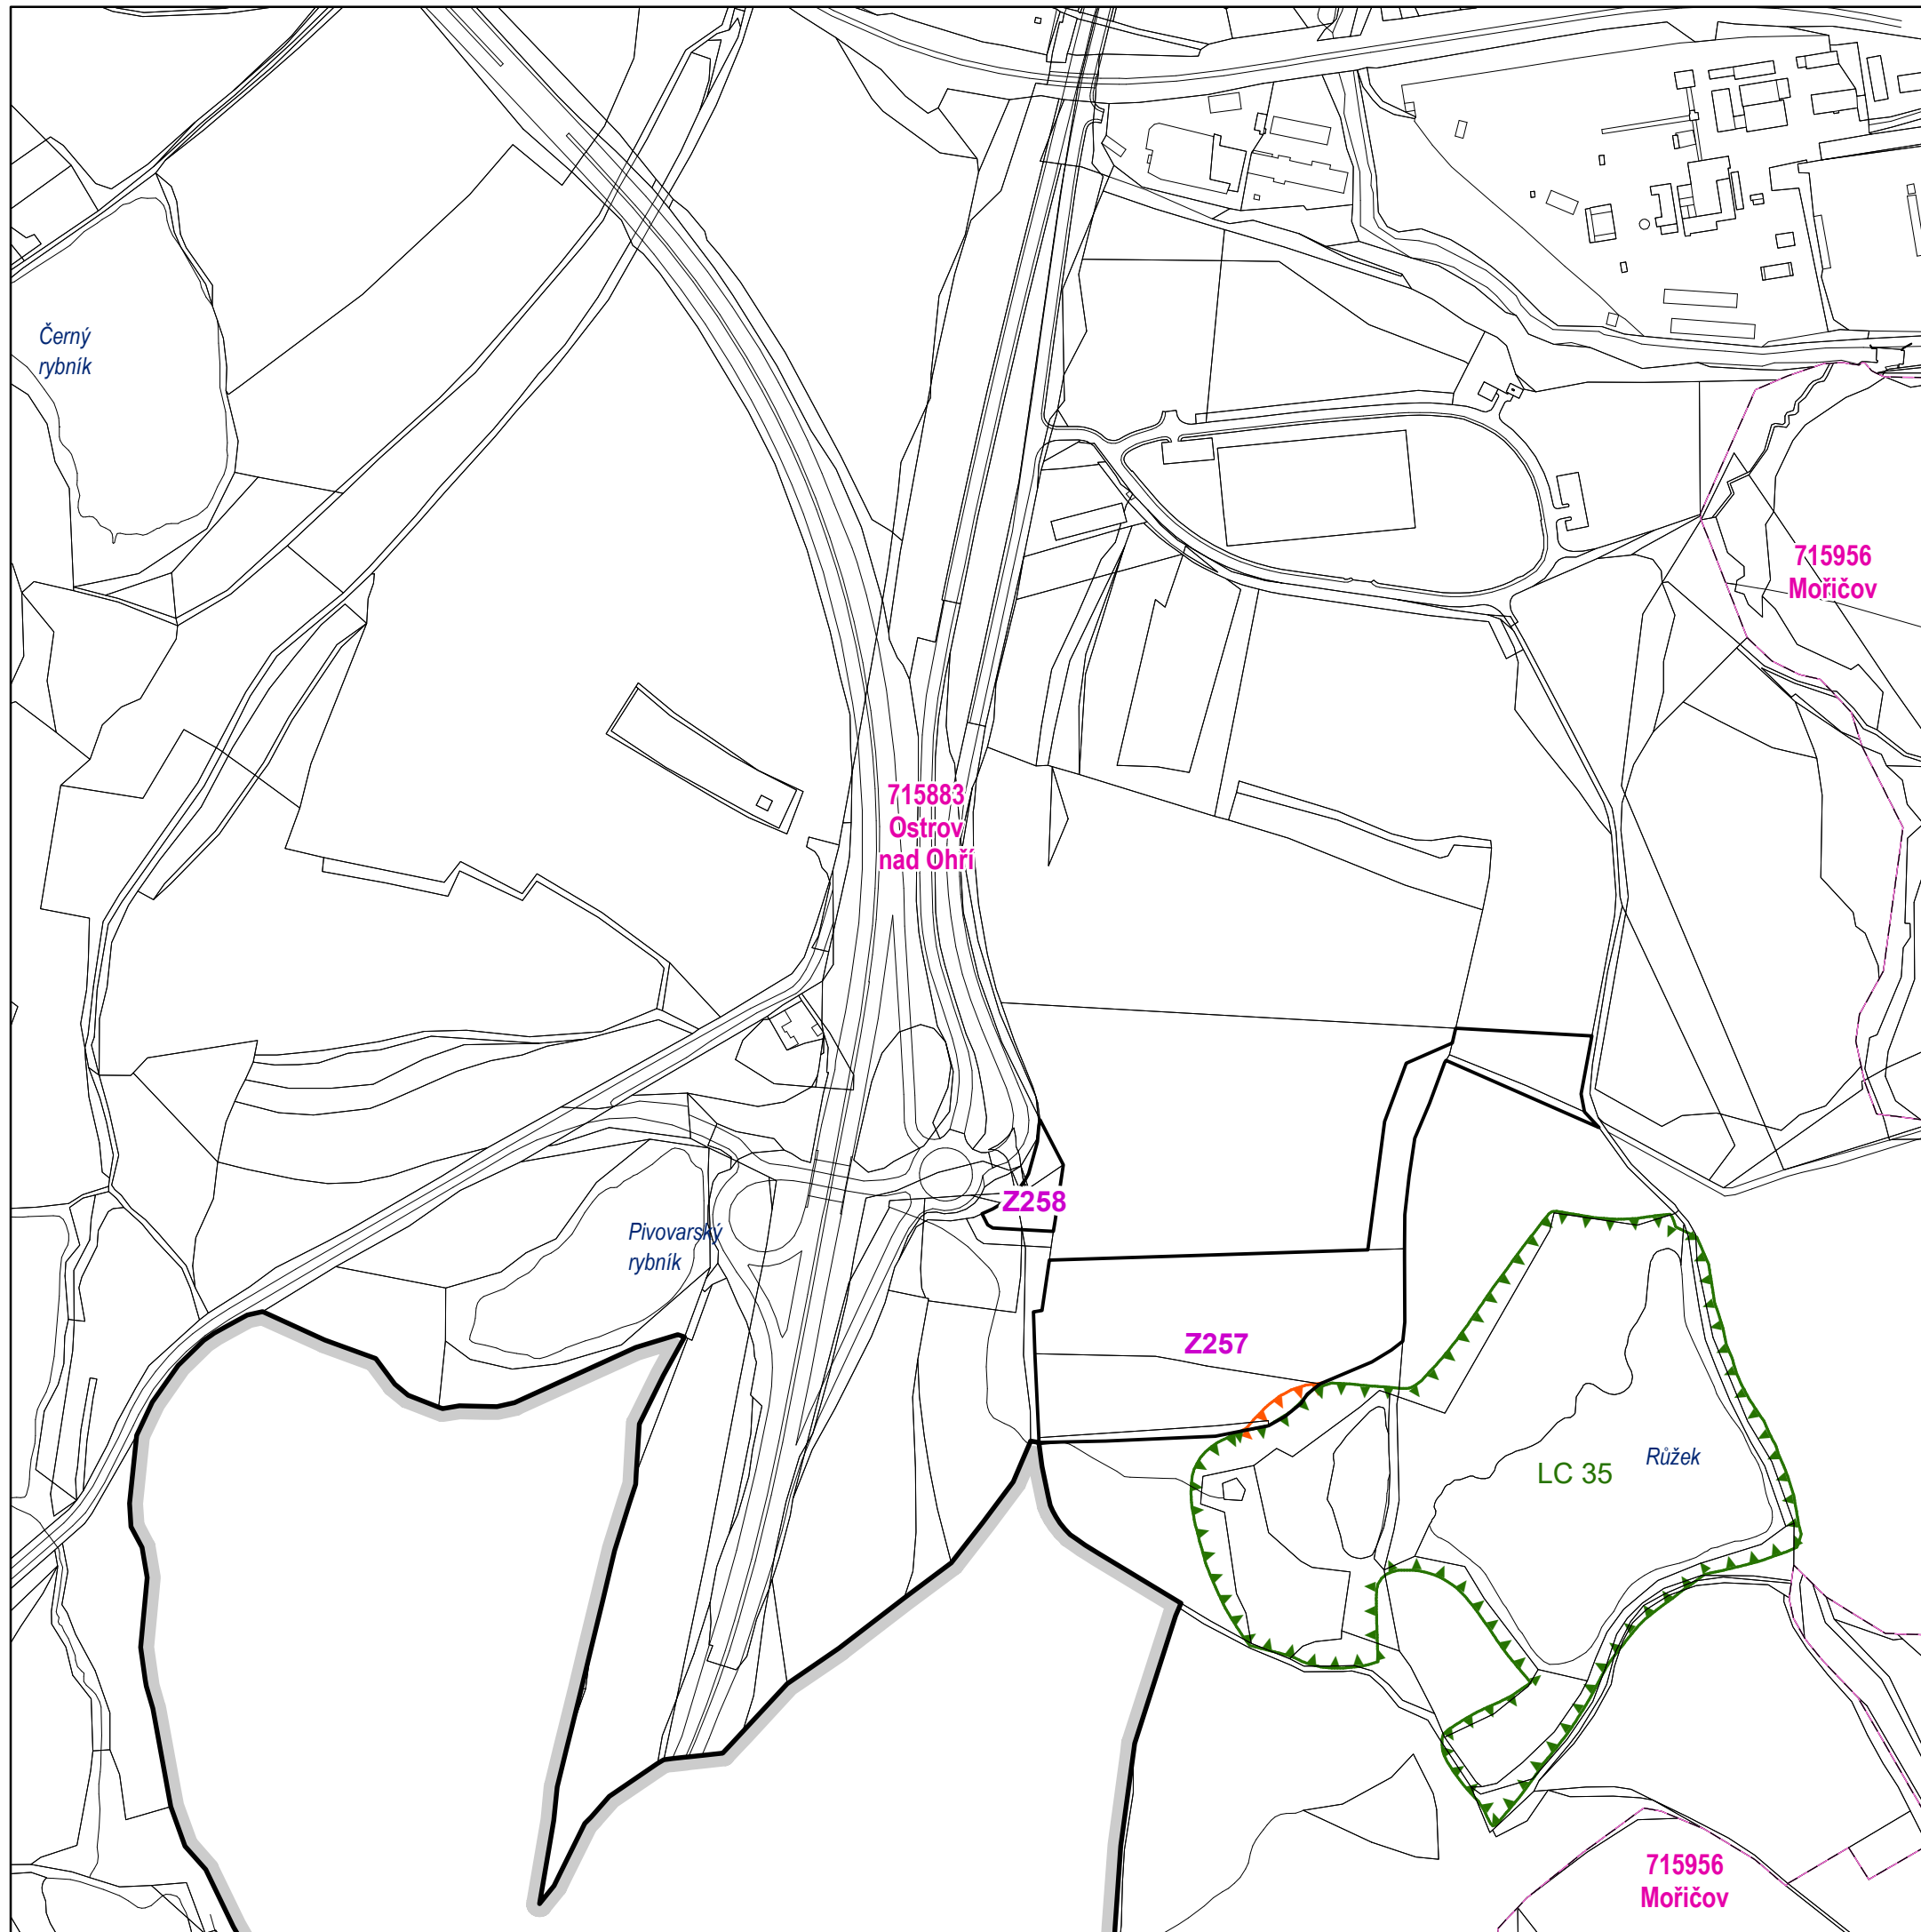 Černý
rybník
715956
Mořičov
715883
Ostrov
nad Ohří
Z258
Pivovarský
rybník
Z257
Růžek
LC 35
715956
Mořičov